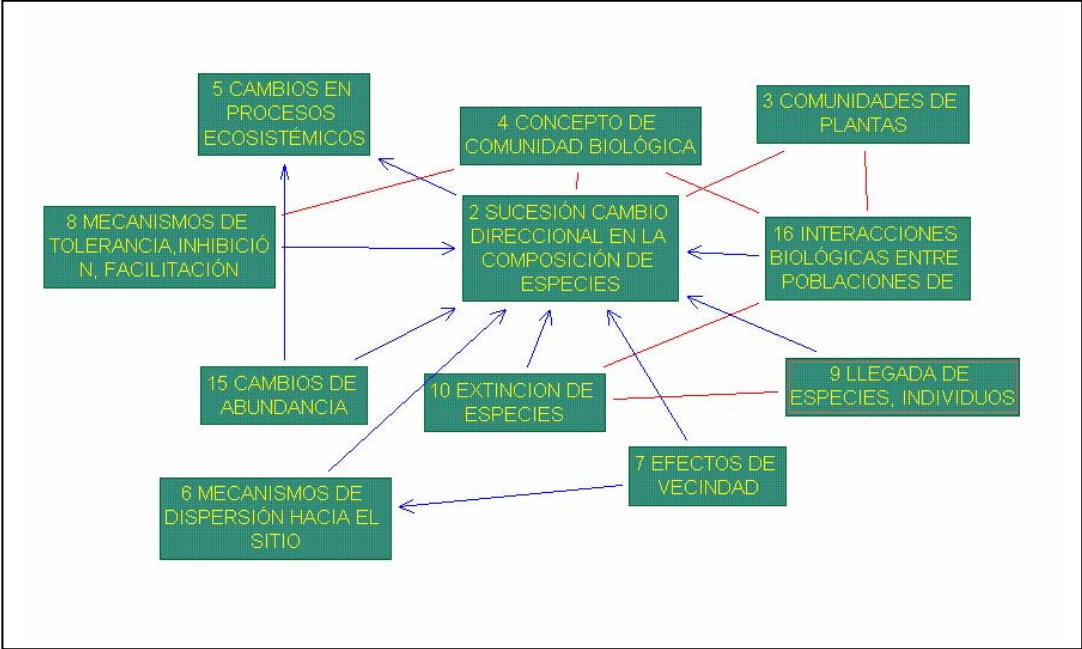 5 CAMBIOS EN
PROCESOS
ECOSISTÉMICOS
4 CONCEPTO DE
COMUNIDAD BIOLÓGICA
3 COMUNIDADES DE
PLANTAS
8 MECANISMOS DE
TOLERANCIA,INHIBICIÓ
N, FACILITACIÓN
2 SUCESIÓN CAMBIO
DIRECCIONAL EN LA
COMPOSICIÓN DE
ESPECIES
16 INTERACCIONES
BIOLÓGICAS ENTRE
POBLACIONES DE
15 CAMBIOS DE
ABUNDANCIA
10 EXTINCION DE
ESPECIES
9 LLEGADA DE
ESPECIES, INDIVIDUOS
6 MECANISMOS DE
DISPERSIÓN HACIA EL
SITIO
7 EFECTOS DE
VECINDAD